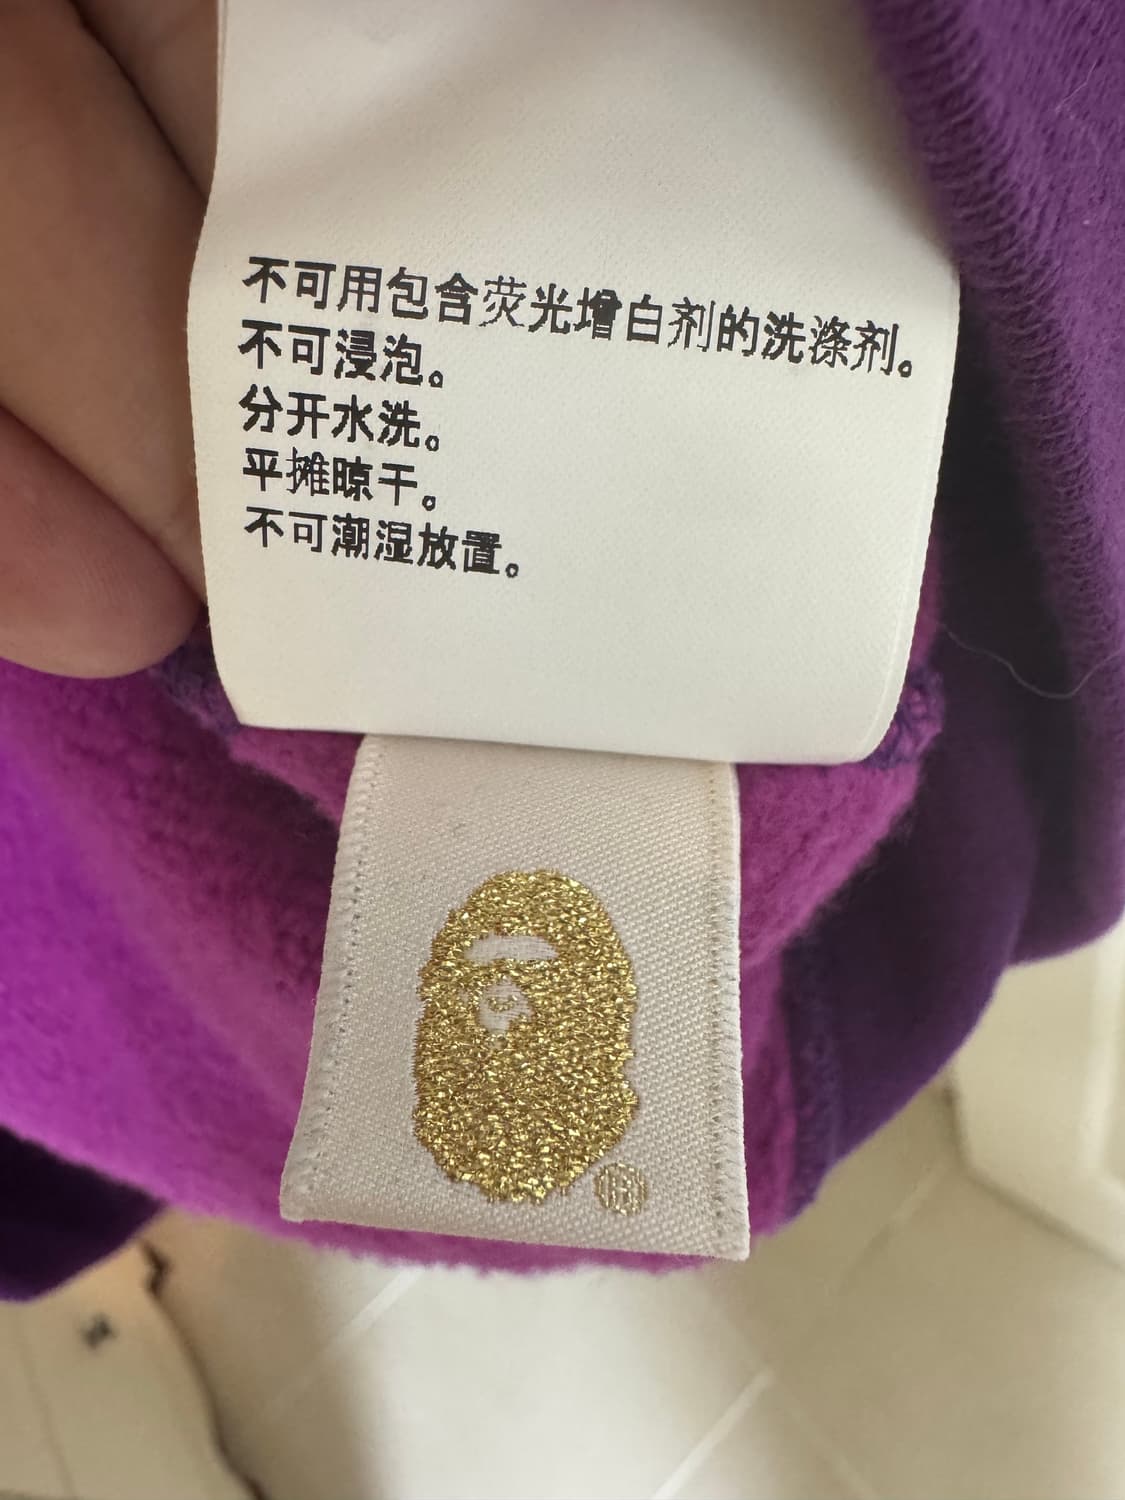 不可用包含荧光增白剂的洗涤剂。
不可浸泡。
分开水洗。
平摊晾干。
不可潮湿放置。
®